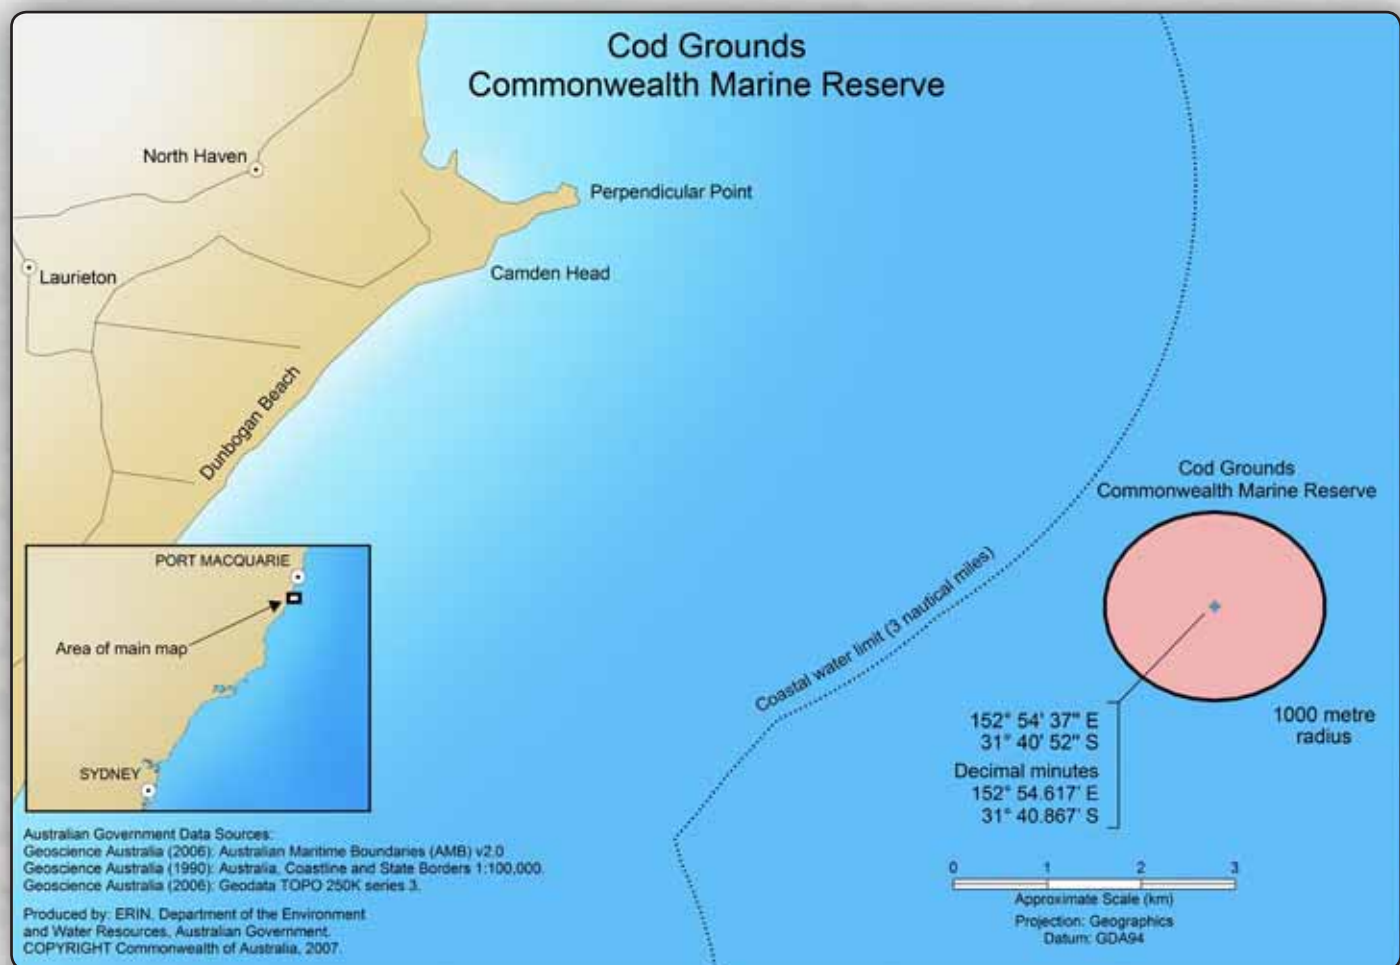 Cod Grounds
Commonwealth Marine Reserve
North Haven
Perpendicular Point
Laurieton
Camden Head
Dunbogan Beach
Cod Grounds
Commonwealth Marine Reserve
PORT MACQUARIE
Area of main map
SYDNEY
Coastal water limit (3 nautical miles)
1000 metre
radius
152° 54' 37" E
31° 40' 52" S
Decimal minutes
152° 54.617' E
31° 40.867' S
Australian Government Data Sources:
Geoscience Australia (2006): Australian Maritime Boundaries (AMB) v2.0
Geoscience Australia (1990): Australia, Coastline and State Borders 1:100,000.
Geoscience Australia (2006): Geodata TOPO 250K series 3.
Produced by: ERIN, Department of the Environment
and Water Resources, Australian Government.
COPYRIGHT Commonwealth of Australia, 2007.
0 1 2 3
Approximate Scale (km)
Projection: Geographics
Datum: GDA94